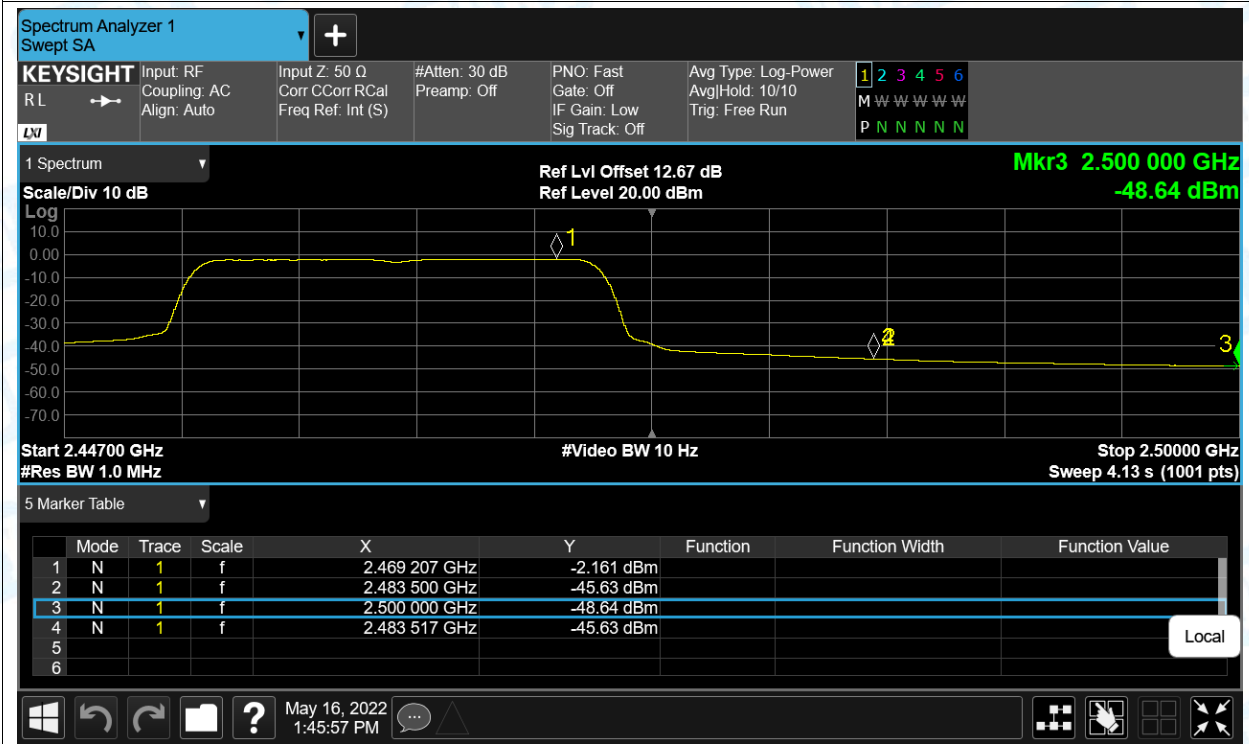 Spectrum Analyzer 1
Swept SA
KEYSIGHT
R L
LXI
Input: RF
Coupling: AC
Align: Auto
Input Z: 50 Ω
Corr CCorr RCal
Freq Ref: Int (S)
#Atten: 30 dB
Preamp: Off
PNO: Fast
Gate: Off
IF Gain: Low
Sig Track: Off
Avg Type: Log-Power
Avg|Hold: 10/10
Trig: Free Run
1 2 3 4 5 6
M W W W W W
P N N N N N
1 Spectrum
Scale/Div 10 dB
Ref Lvl Offset 12.67 dB
Ref Level 20.00 dBm
Mkr3 2.500 000 GHz
-48.64 dBm
Log
10.0
0.00
-10.0
-20.0
-30.0
-40.0
-50.0
-60.0
-70.0
1
3
Start 2.44700 GHz
#Video BW 10 Hz
Stop 2.50000 GHz
#Res BW 1.0 MHz
Sweep 4.13 s (1001 pts)
5 Marker Table
Mode Trace Scale X Y Function Function Width Function Value
1 N 1 f 2.469 207 GHz -2.161 dBm
2 N 1 f 2.483 500 GHz -45.63 dBm
3 N 1 f 2.500 000 GHz -48.64 dBm
4 N 1 f 2.483 517 GHz -45.63 dBm
5
6
Local
?
May 16, 2022
1:45:57 PM